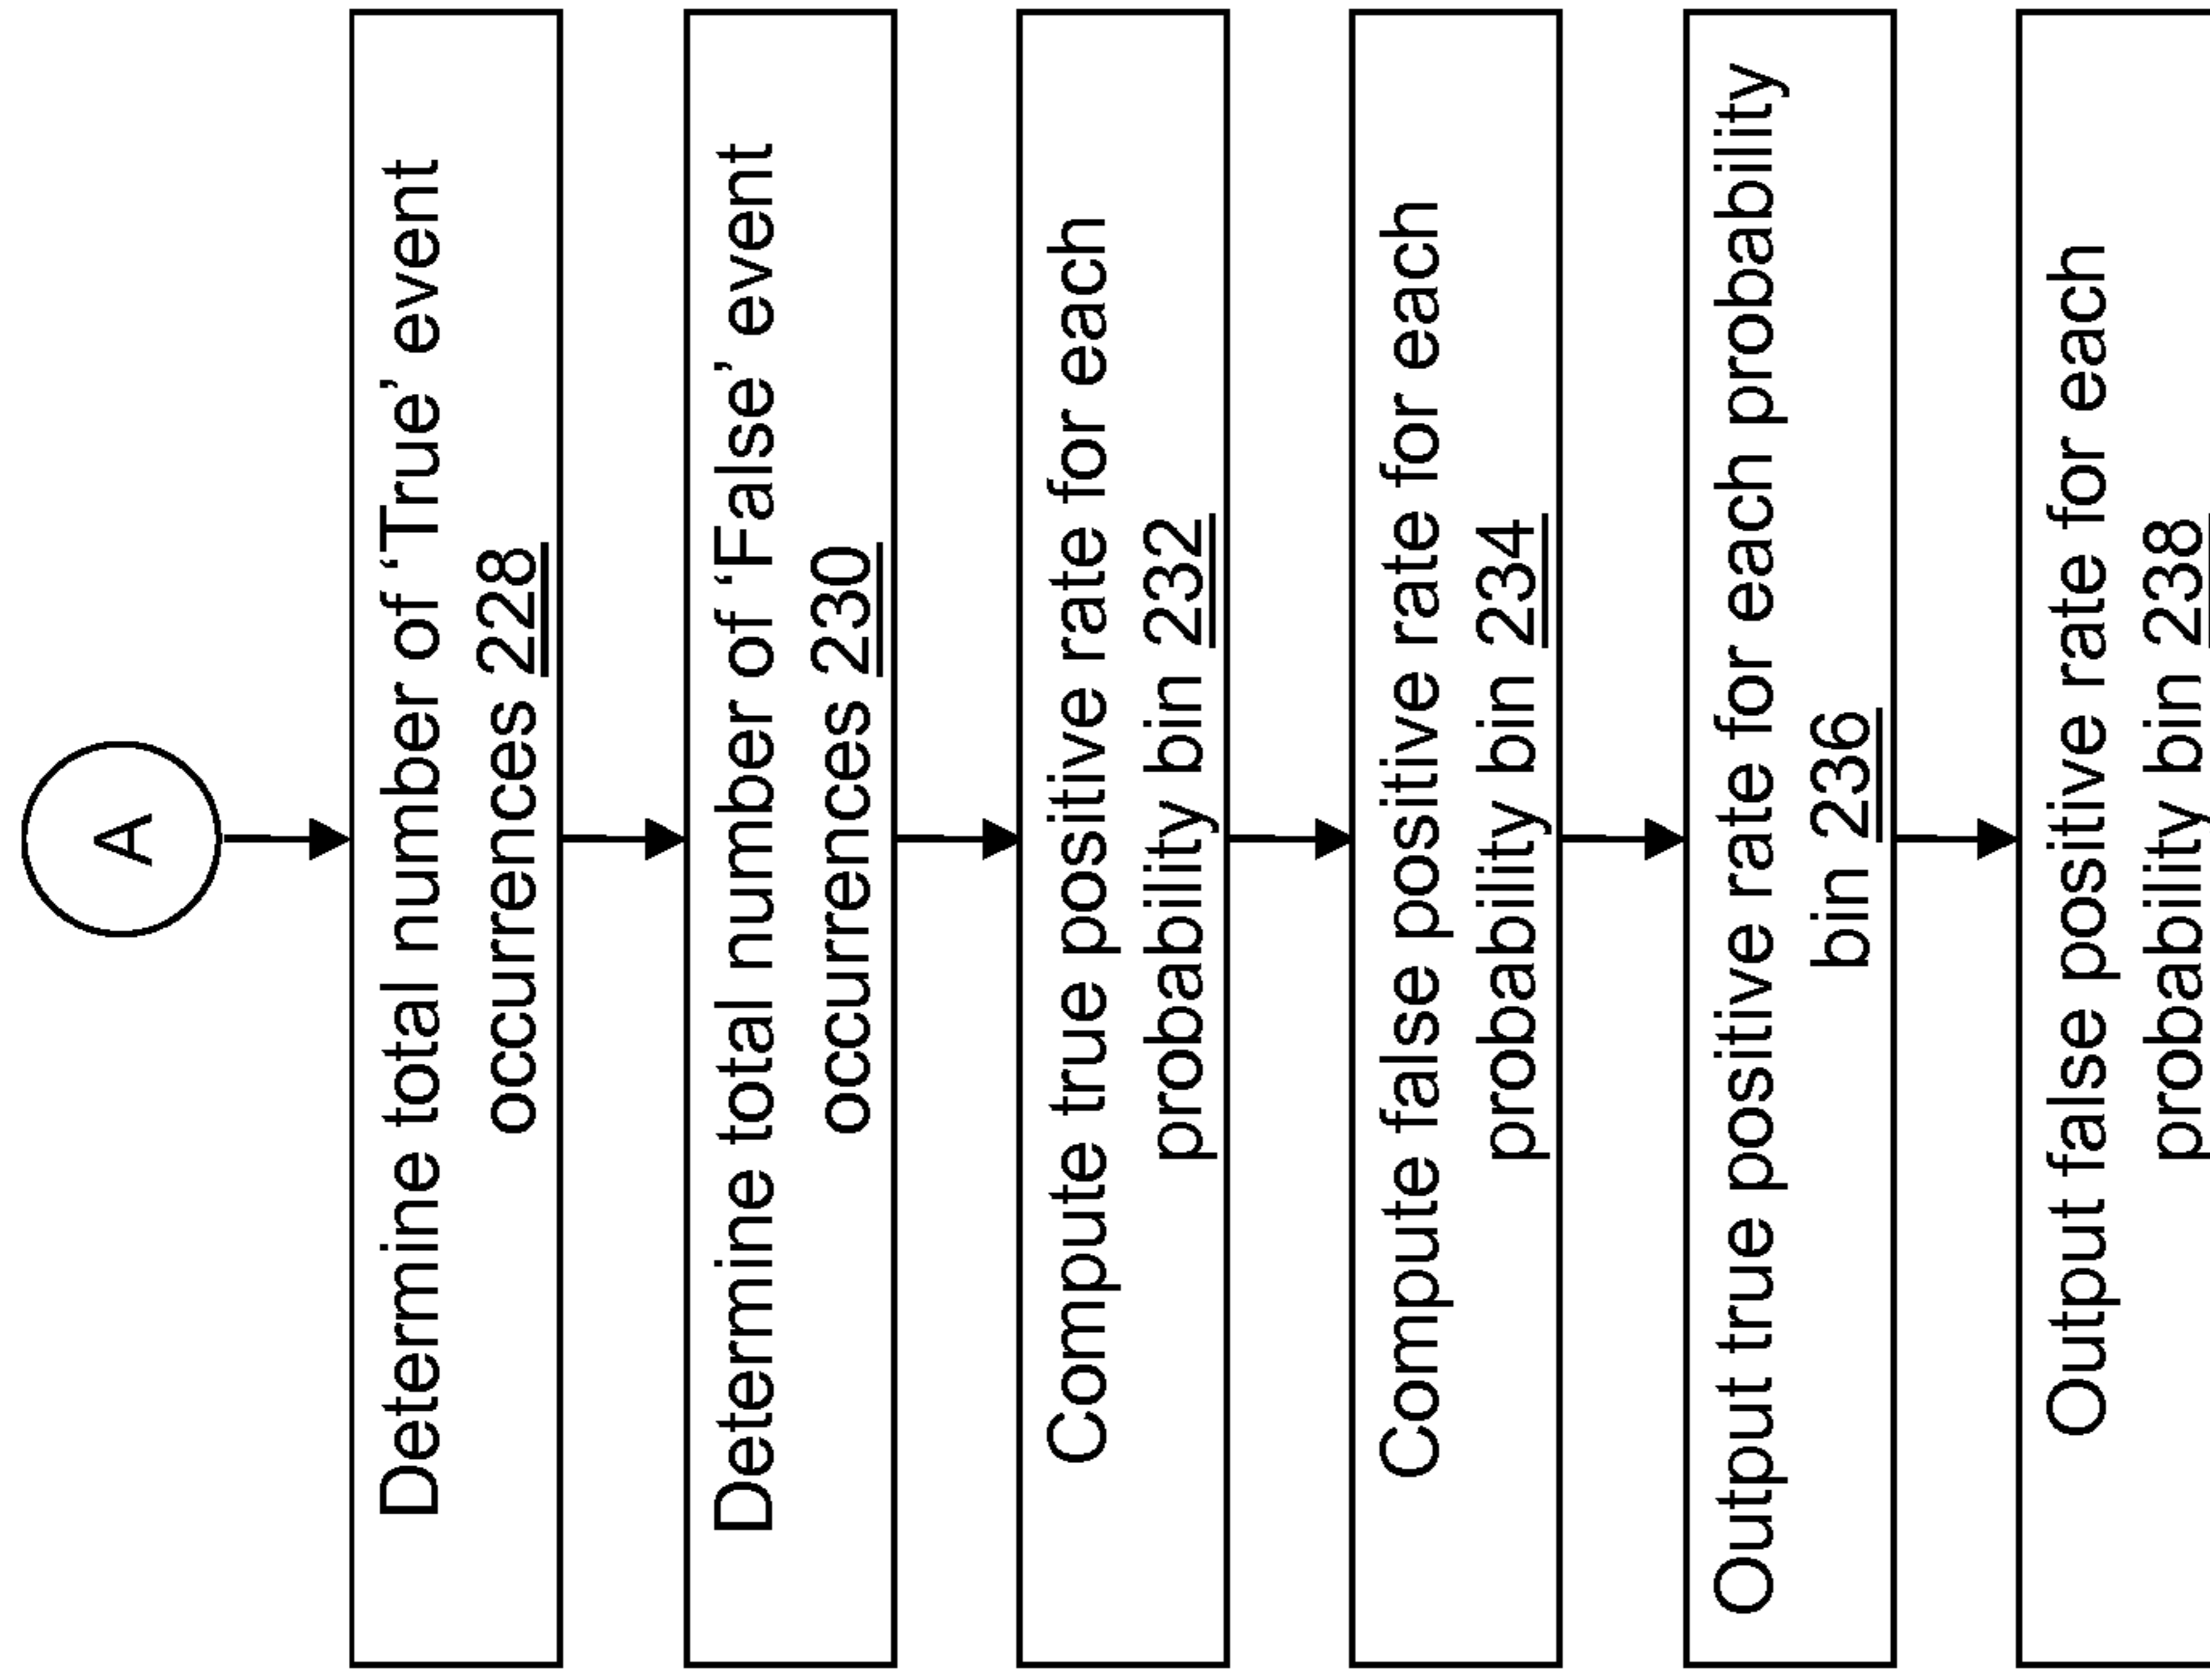 A
Determine total number of ‘True’ event
occurrences 228
Determine total number of ‘False’ event
occurrences 230
Compute true positive rate for each
probability bin 232
Compute false positive rate for each
probability bin 234
Output true positive rate for each probability
bin 236
Output false positive rate for each
probability bin 238